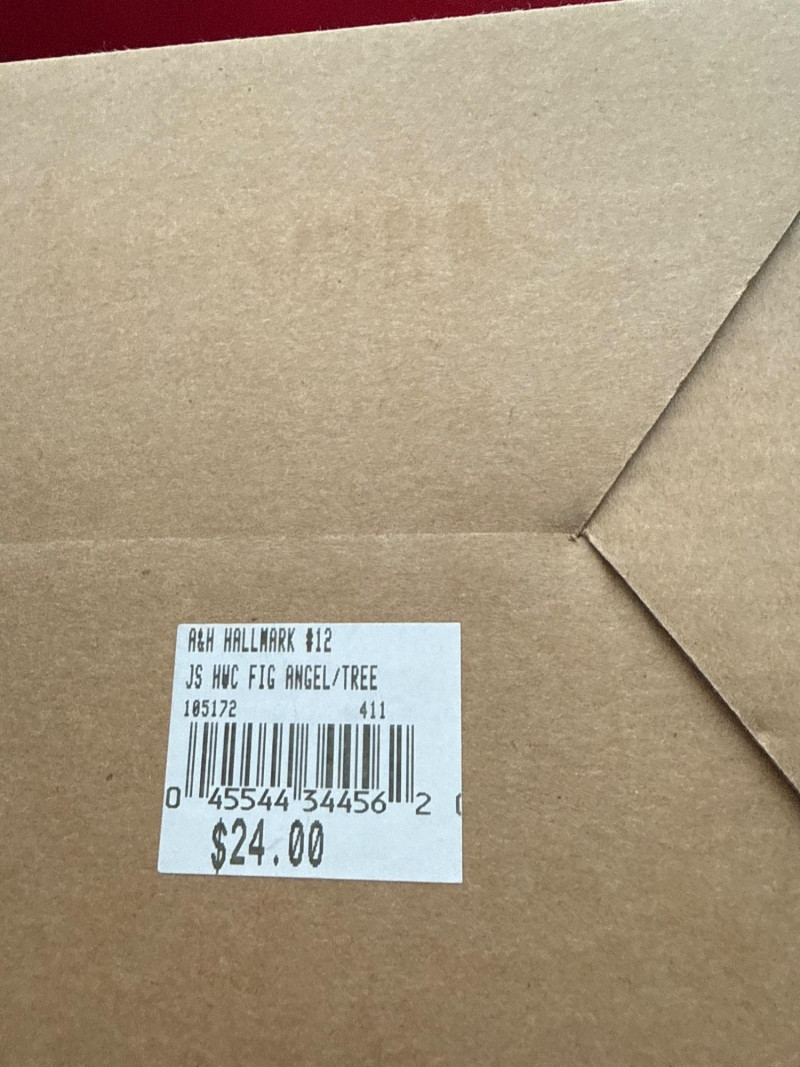 A&H HALLMARK #12
JS HWC FIG ANGEL/TREE
105172 411
0 45544 34456 2
$24.00